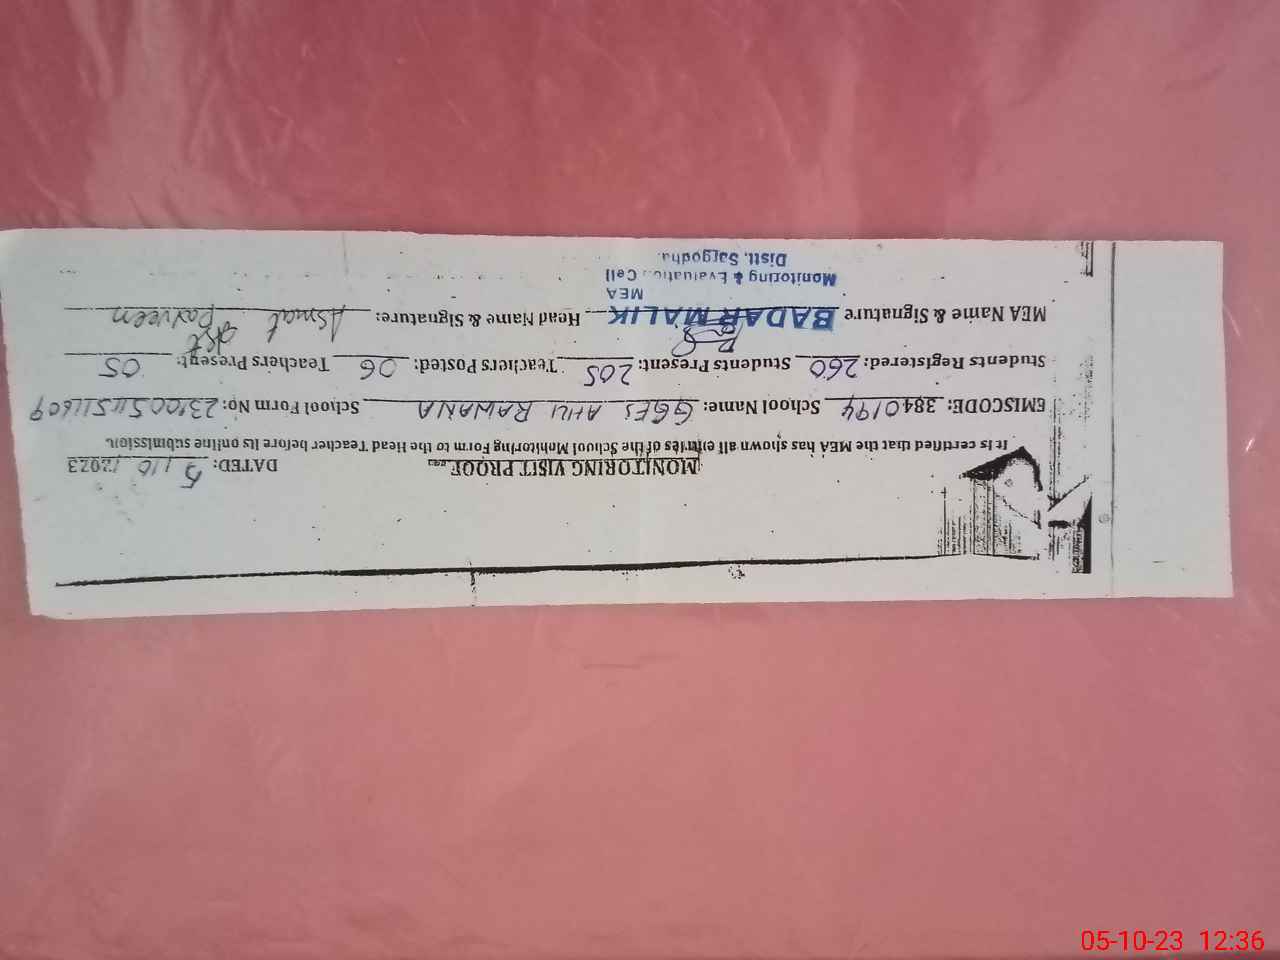 MONITORING VISIT PROOF
DATED: 5/10/2023
It is certified that the MEA has shown all entries of the School Monitoring Form to the Head Teacher before its online submission.
EMISCODE: 38401194 School Name: GGES AHLI RAWANA School Form No:
Students Registered: 260 Students Present: 205 Teachers Posted: 06 Teachers Present: 05
MEA Name & Signature BADAR MALIK Head Name & Signature: Asmat Parveen
MEA
Monitoring & Evaluation Cell
Distt. Sargodha.
05-10-23 12:36